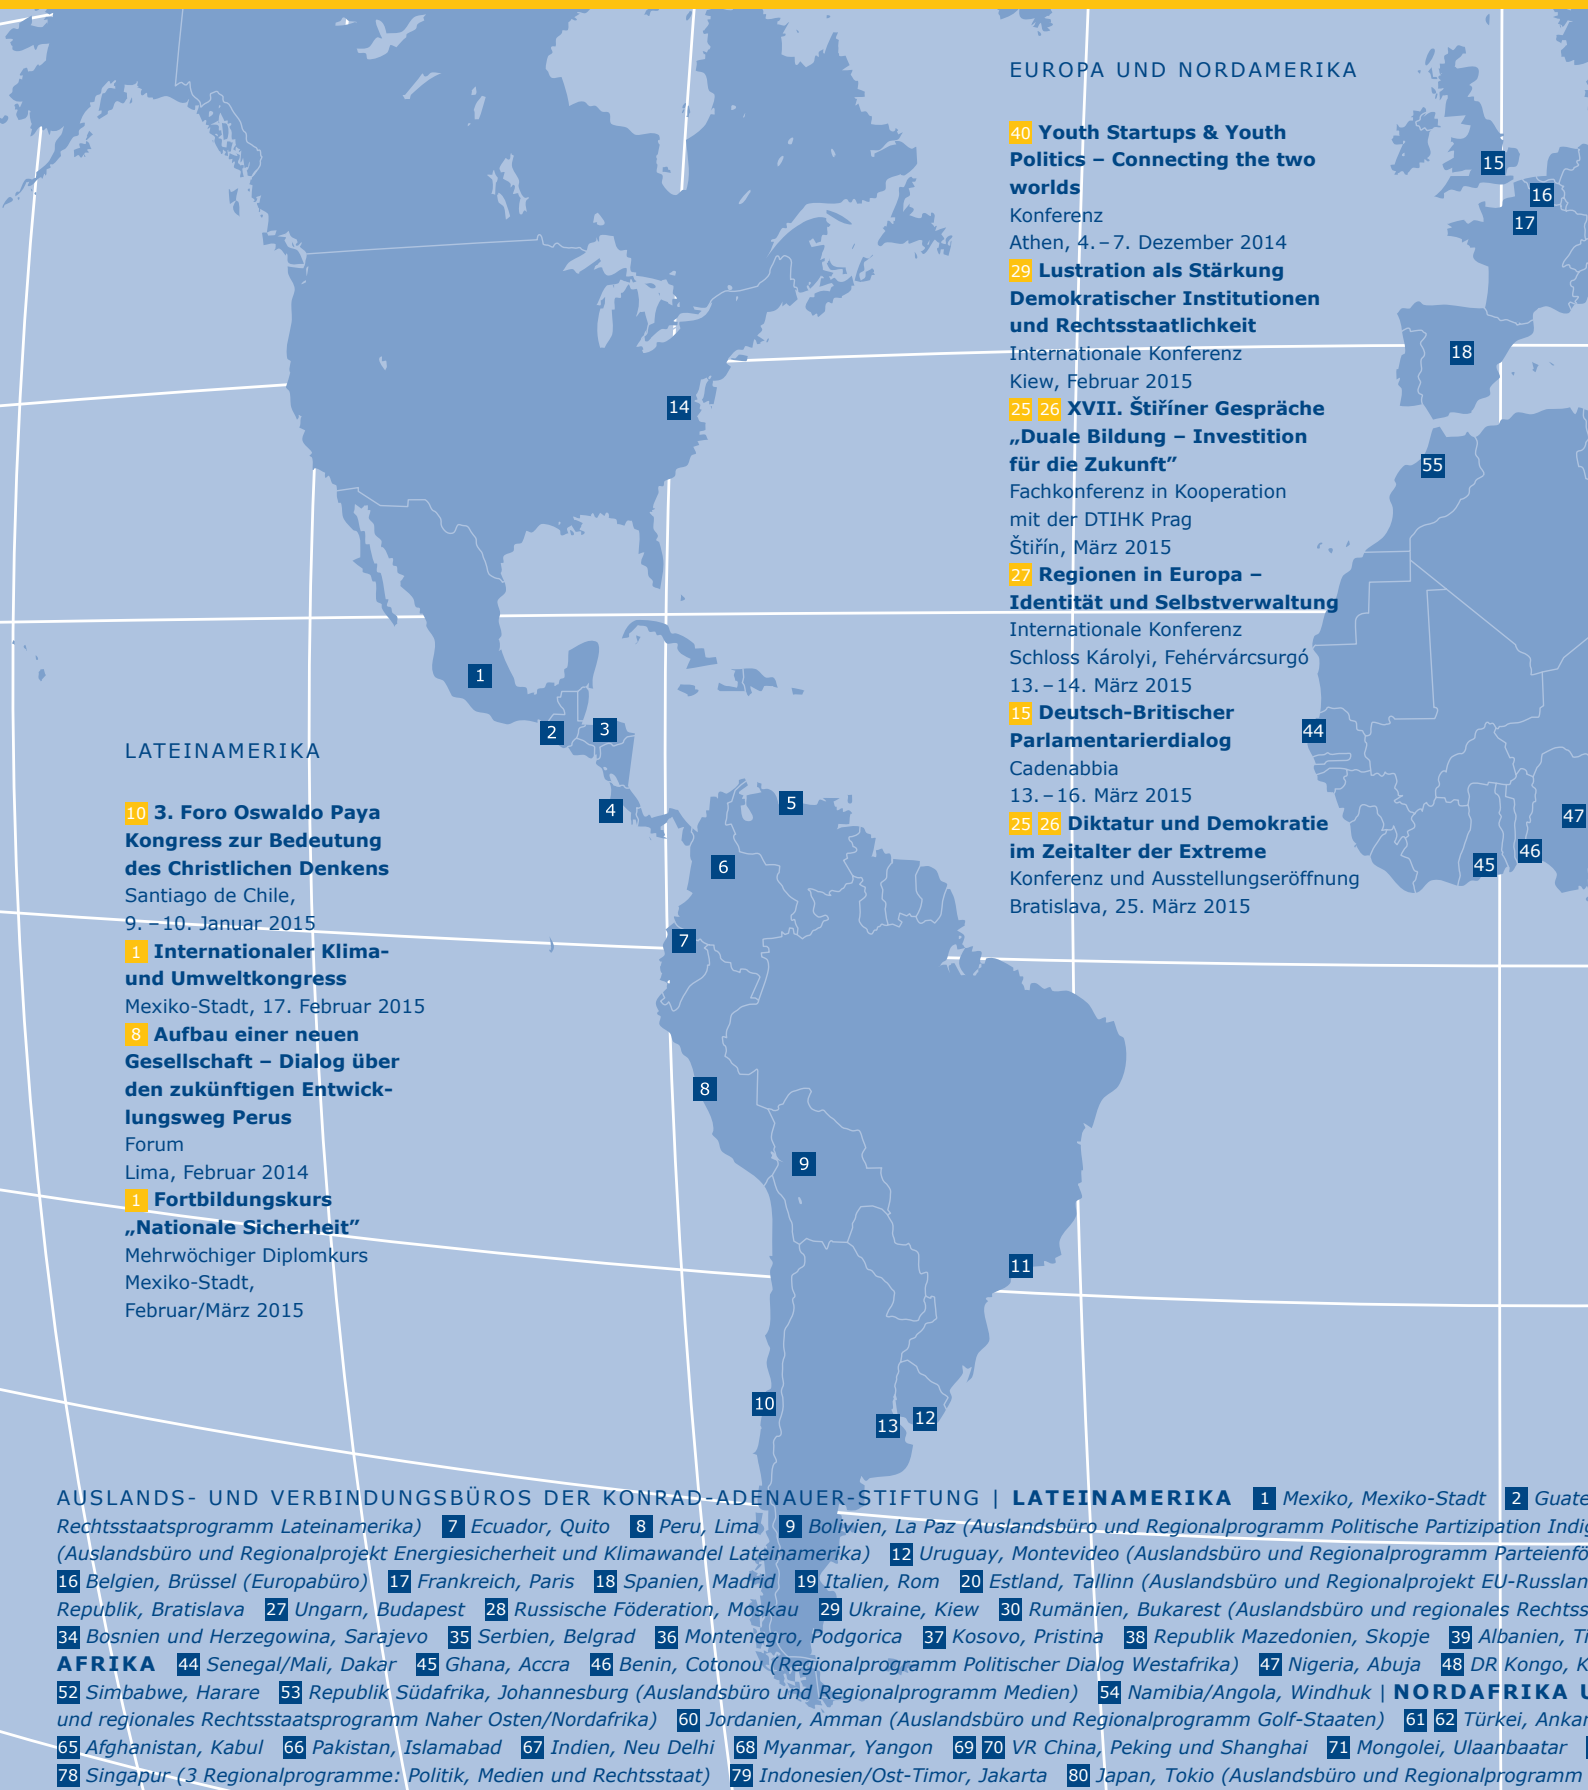 EUROPA UND NORDAMERIKA
40 Youth Startups & Youth
Politics – Connecting the two
worlds
Konferenz
Athen, 4. – 7. Dezember 2014
29 Lustration als Stärkung
Demokratischer Institutionen
und Rechtsstaatlichkeit
Internationale Konferenz
Kiew, Februar 2015
25 26 XVII. Štiříner Gespräche
„Duale Bildung – Investition
für die Zukunft”
Fachkonferenz in Kooperation
mit der DTIHK Prag
Štiřín, März 2015
27 Regionen in Europa –
Identität und Selbstverwaltung
Internationale Konferenz
Schloss Károlyi, Fehérvárcsurgó
13. – 14. März 2015
15 Deutsch-Britischer
Parlamentarierdialog
Cadenabbia
13. – 16. März 2015
25 26 Diktatur und Demokratie
im Zeitalter der Extreme
Konferenz und Ausstellungseröffnung
Bratislava, 25. März 2015
15
16
17
18
14
55
1
2
3
44
4
5
47
6
46
45
7
8
9
11
10
13
12
LATEINAMERIKA
10 3. Foro Oswaldo Paya
Kongress zur Bedeutung
des Christlichen Denkens
Santiago de Chile,
9. – 10. Januar 2015
1 Internationaler Klima-
und Umweltkongress
Mexiko-Stadt, 17. Februar 2015
8 Aufbau einer neuen
Gesellschaft – Dialog über
den zukünftigen Entwick-
lungsweg Perus
Forum
Lima, Februar 2014
1 Fortbildungskurs
„Nationale Sicherheit”
Mehrwöchiger Diplomkurs
Mexiko-Stadt,
Februar/März 2015
AUSLANDS- UND VERBINDUNGSBÜROS DER KONRAD-ADENAUER-STIFTUNG | LATEINAMERIKA 1 Mexiko, Mexiko-Stadt 2 Guate
Rechtsstaatsprogramm Lateinamerika) 7 Ecuador, Quito 8 Peru, Lima 9 Bolivien, La Paz (Auslandsbüro und Regionalprogramm Politische Partizipation Indig
(Auslandsbüro und Regionalprojekt Energiesicherheit und Klimawandel Lateinamerika) 12 Uruguay, Montevideo (Auslandsbüro und Regionalprogramm Parteienfö
16 Belgien, Brüssel (Europabüro) 17 Frankreich, Paris 18 Spanien, Madrid 19 Italien, Rom 20 Estland, Tallinn (Auslandsbüro und Regionalprojekt EU-Russlan
Republik, Bratislava 27 Ungarn, Budapest 28 Russische Föderation, Moskau 29 Ukraine, Kiew 30 Rumänien, Bukarest (Auslandsbüro und regionales Rechtss
34 Bosnien und Herzegowina, Sarajevo 35 Serbien, Belgrad 36 Montenegro, Podgorica 37 Kosovo, Pristina 38 Republik Mazedonien, Skopje 39 Albanien, Ti
AFRIKA 44 Senegal/Mali, Dakar 45 Ghana, Accra 46 Benin, Cotonou (Regionalprogramm Politischer Dialog Westafrika) 47 Nigeria, Abuja 48 DR Kongo, K
52 Simbabwe, Harare 53 Republik Südafrika, Johannesburg (Auslandsbüro und Regionalprogramm Medien) 54 Namibia/Angola, Windhuk | NORDAFRIKA U
und regionales Rechtsstaatsprogramm Naher Osten/Nordafrika) 60 Jordanien, Amman (Auslandsbüro und Regionalprogramm Golf-Staaten) 61 62 Türkei, Ankar
65 Afghanistan, Kabul 66 Pakistan, Islamabad 67 Indien, Neu Delhi 68 Myanmar, Yangon 69 70 VR China, Peking und Shanghai 71 Mongolei, Ulaanbaatar
78 Singapur (3 Regionalprogramme: Politik, Medien und Rechtsstaat) 79 Indonesien/Ost-Timor, Jakarta 80 Japan, Tokio (Auslandsbüro und Regionalprogramm